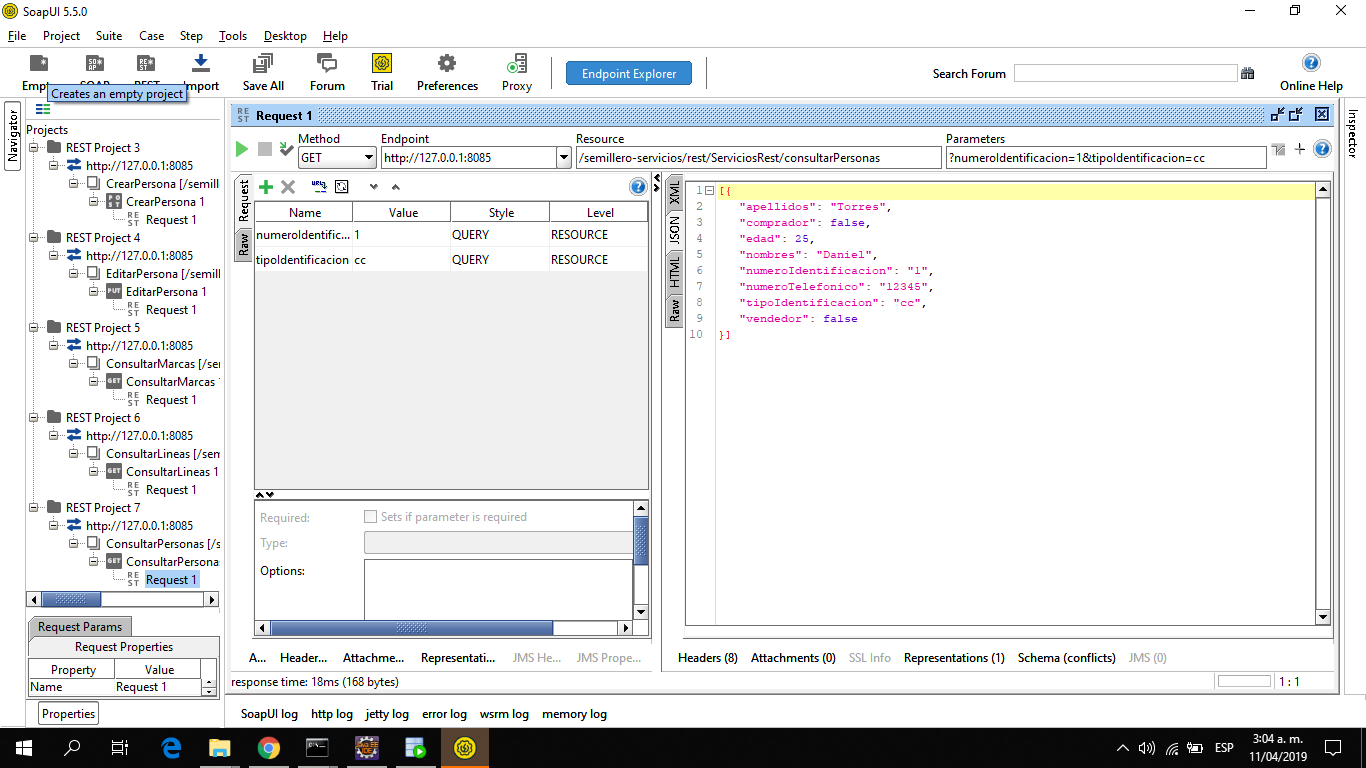 SoapUI 5.5.0
File Project Suite Case Step Tools Desktop Help
Save All Forum Trial Preferences Proxy Endpoint Explorer Search Forum Online Help
Creates an empty project
Navigator
Projects
REST Project 3
http://127.0.0.1:8085
CrearPersona [/semill
CrearPersona 1
Request 1
REST Project 4
http://127.0.0.1:8085
EditarPersona [/semill
EditarPersona 1
Request 1
REST Project 5
http://127.0.0.1:8085
ConsultarMarcas [/sem
ConsultarMarcas
Request 1
REST Project 6
http://127.0.0.1:8085
ConsultarLineas [/sem
ConsultarLineas 1
Request 1
REST Project 7
http://127.0.0.1:8085
ConsultarPersonas [/s
ConsultarPersonas
Request 1
Request Params
Request Properties
Property Value
Name Request 1
Properties
Request 1
Method Endpoint Resource Parameters
GET http://127.0.0.1:8085 /semillero-servicios/rest/ServiciosRest/consultarPersonas ?numeroIdentificacion=1&tipoIdentificacion=cc
Request
Raw
Name Value Style Level
numeroIdentific... 1 QUERY RESOURCE
tipoIdentificacion cc QUERY RESOURCE
Required: Sets if parameter is required
Type:
Options:
A... Header... Attachme... Representati... JMS He... JMS Prope...
XML
JSON
HTML
Raw
1 [{
2 "apellidos": "Torres",
3 "comprador": false,
4 "edad": 25,
5 "nombres": "Daniel",
6 "numeroIdentificacion": "1",
7 "numeroTelefonico": "12345",
8 "tipoIdentificacion": "cc",
9 "vendedor": false
10 }]
Headers (8) Attachments (0) SSL Info Representations (1) Schema (conflicts) JMS (0)
response time: 18ms (168 bytes) 1 : 1
Inspector
SoapUI log http log jetty log error log wsrm log memory log
ESP
3:04 a. m.
11/04/2019